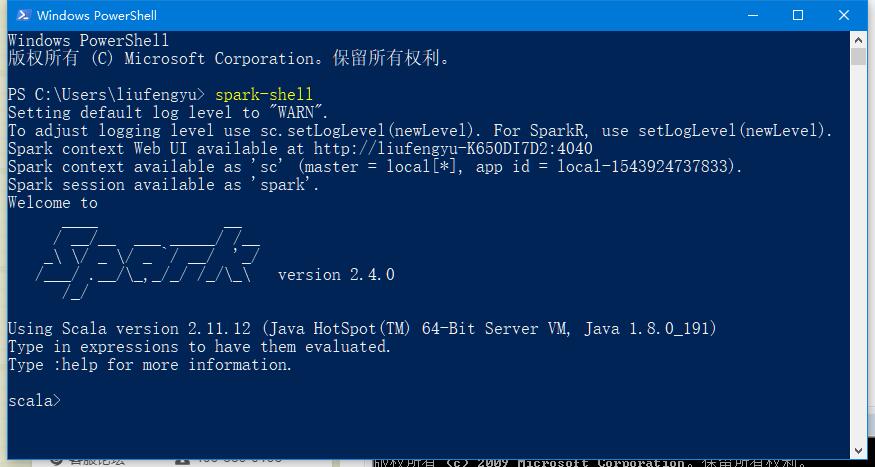 Windows PowerShell
Windows PowerShell
版权所有 (C) Microsoft Corporation。保留所有权利。
PS C:\Users\liufengyu> spark-shell
Setting default log level to "WARN".
To adjust logging level use sc.setLogLevel(newLevel). For SparkR, use setLogLevel(newLevel).
Spark context Web UI available at http://liufengyu-K650DI7D2:4040
Spark context available as 'sc' (master = local[*], app id = local-1543924737833).
Spark session available as 'spark'.
Welcome to
Spark version 2.4.0
Using Scala version 2.11.12 (Java HotSpot(TM) 64-Bit Server VM, Java 1.8.0_191)
Type in expressions to have them evaluated.
Type :help for more information.
scala>
版权所有 <c> 2009 Microsoft Corporation。保留所有权利。